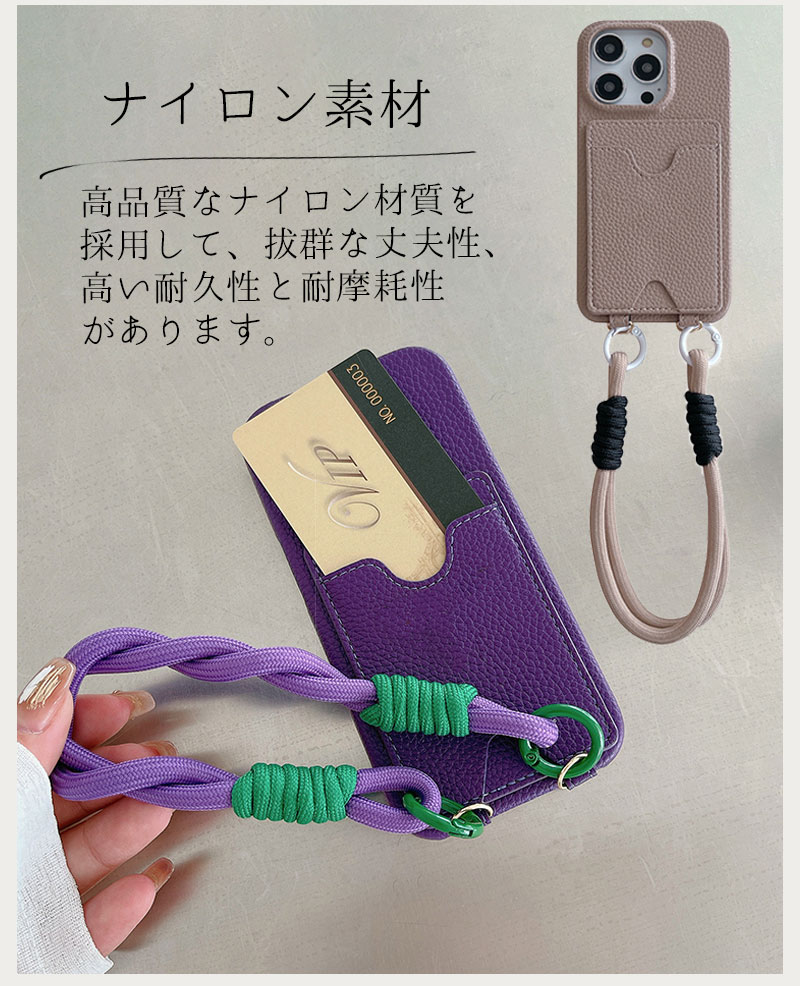 ナイロン素材
高品質なナイロン材質を
採用して、抜群な丈夫性、
高い耐久性と耐摩耗性
があります。
NO. 000003
VIP